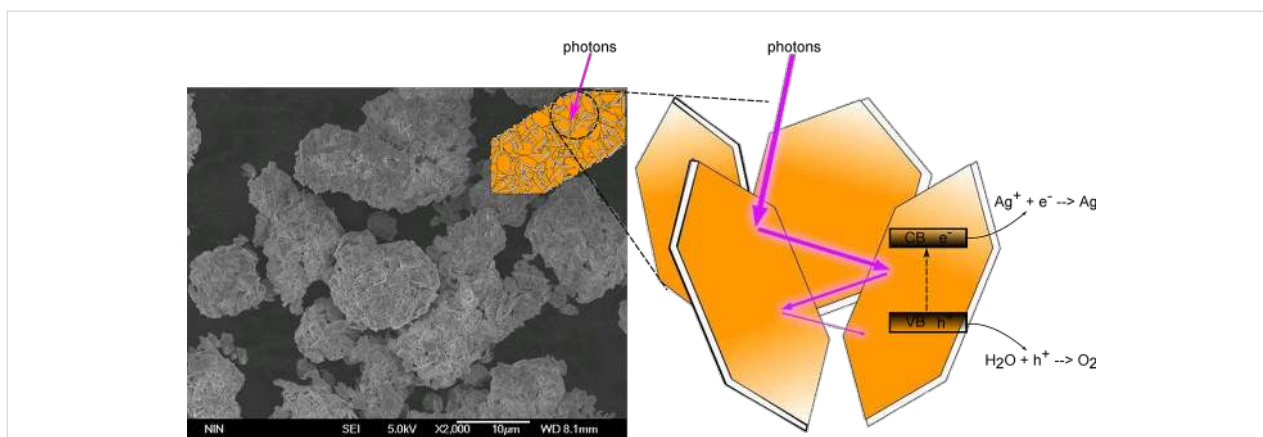 photons
photons
Ag⁺ + e⁻ --> Ag
CB e⁻
VB h⁺
H2O + h⁺ --> O2
NIN SEI 5.0kV X2,000 10μm WD 8.1mm